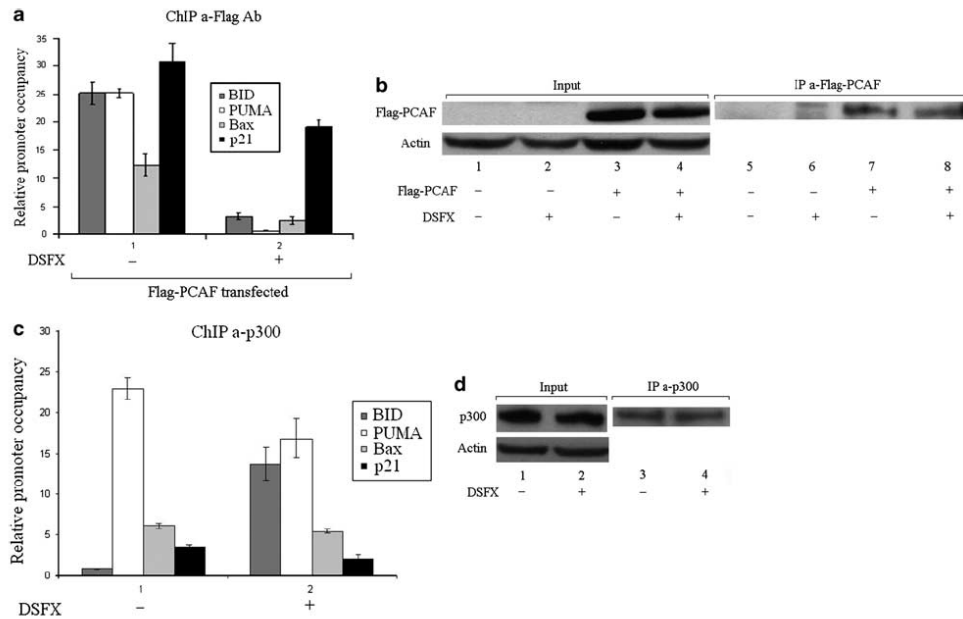 a
ChIP a-Flag Ab
Relative promoter occupancy
35
30
25
20
15
10
5
0
BID
PUMA
Bax
p21
1
2
DSFX
−
+
Flag-PCAF transfected
b
Input
IP a-Flag-PCAF
Flag-PCAF
Actin
1 2 3 4 5 6 7 8
Flag-PCAF − − + + − − + +
DSFX − + − + − + − +
c
ChIP a-p300
Relative promoter occupancy
30
25
20
15
10
5
0
BID
PUMA
Bax
p21
1
2
DSFX
−
+
d
Input
IP a-p300
p300
Actin
1 2 3 4
DSFX − + − +